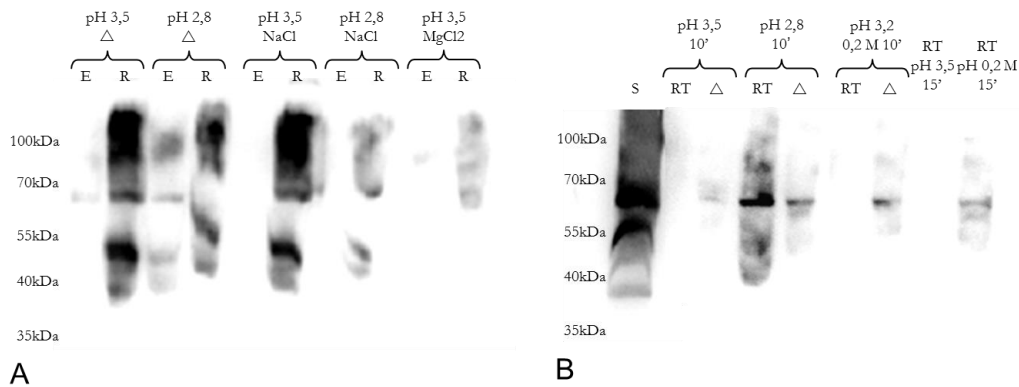 pH 3,5 pH 2,8 pH 3,5 pH 2,8 pH 3,5
△ △ NaCl NaCl MgCl2
E R E R E R E R E R
100kDa
70kDa
55kDa
40kDa
35kDa
A
pH 3,5 pH 2,8 pH 3,2
10’ 10’ 0,2 M 10’
RT RT
pH 3,5 pH 0,2 M
15’ 15’
S RT △ RT △ RT △
100kDa
70kDa
55kDa
40kDa
35kDa
B